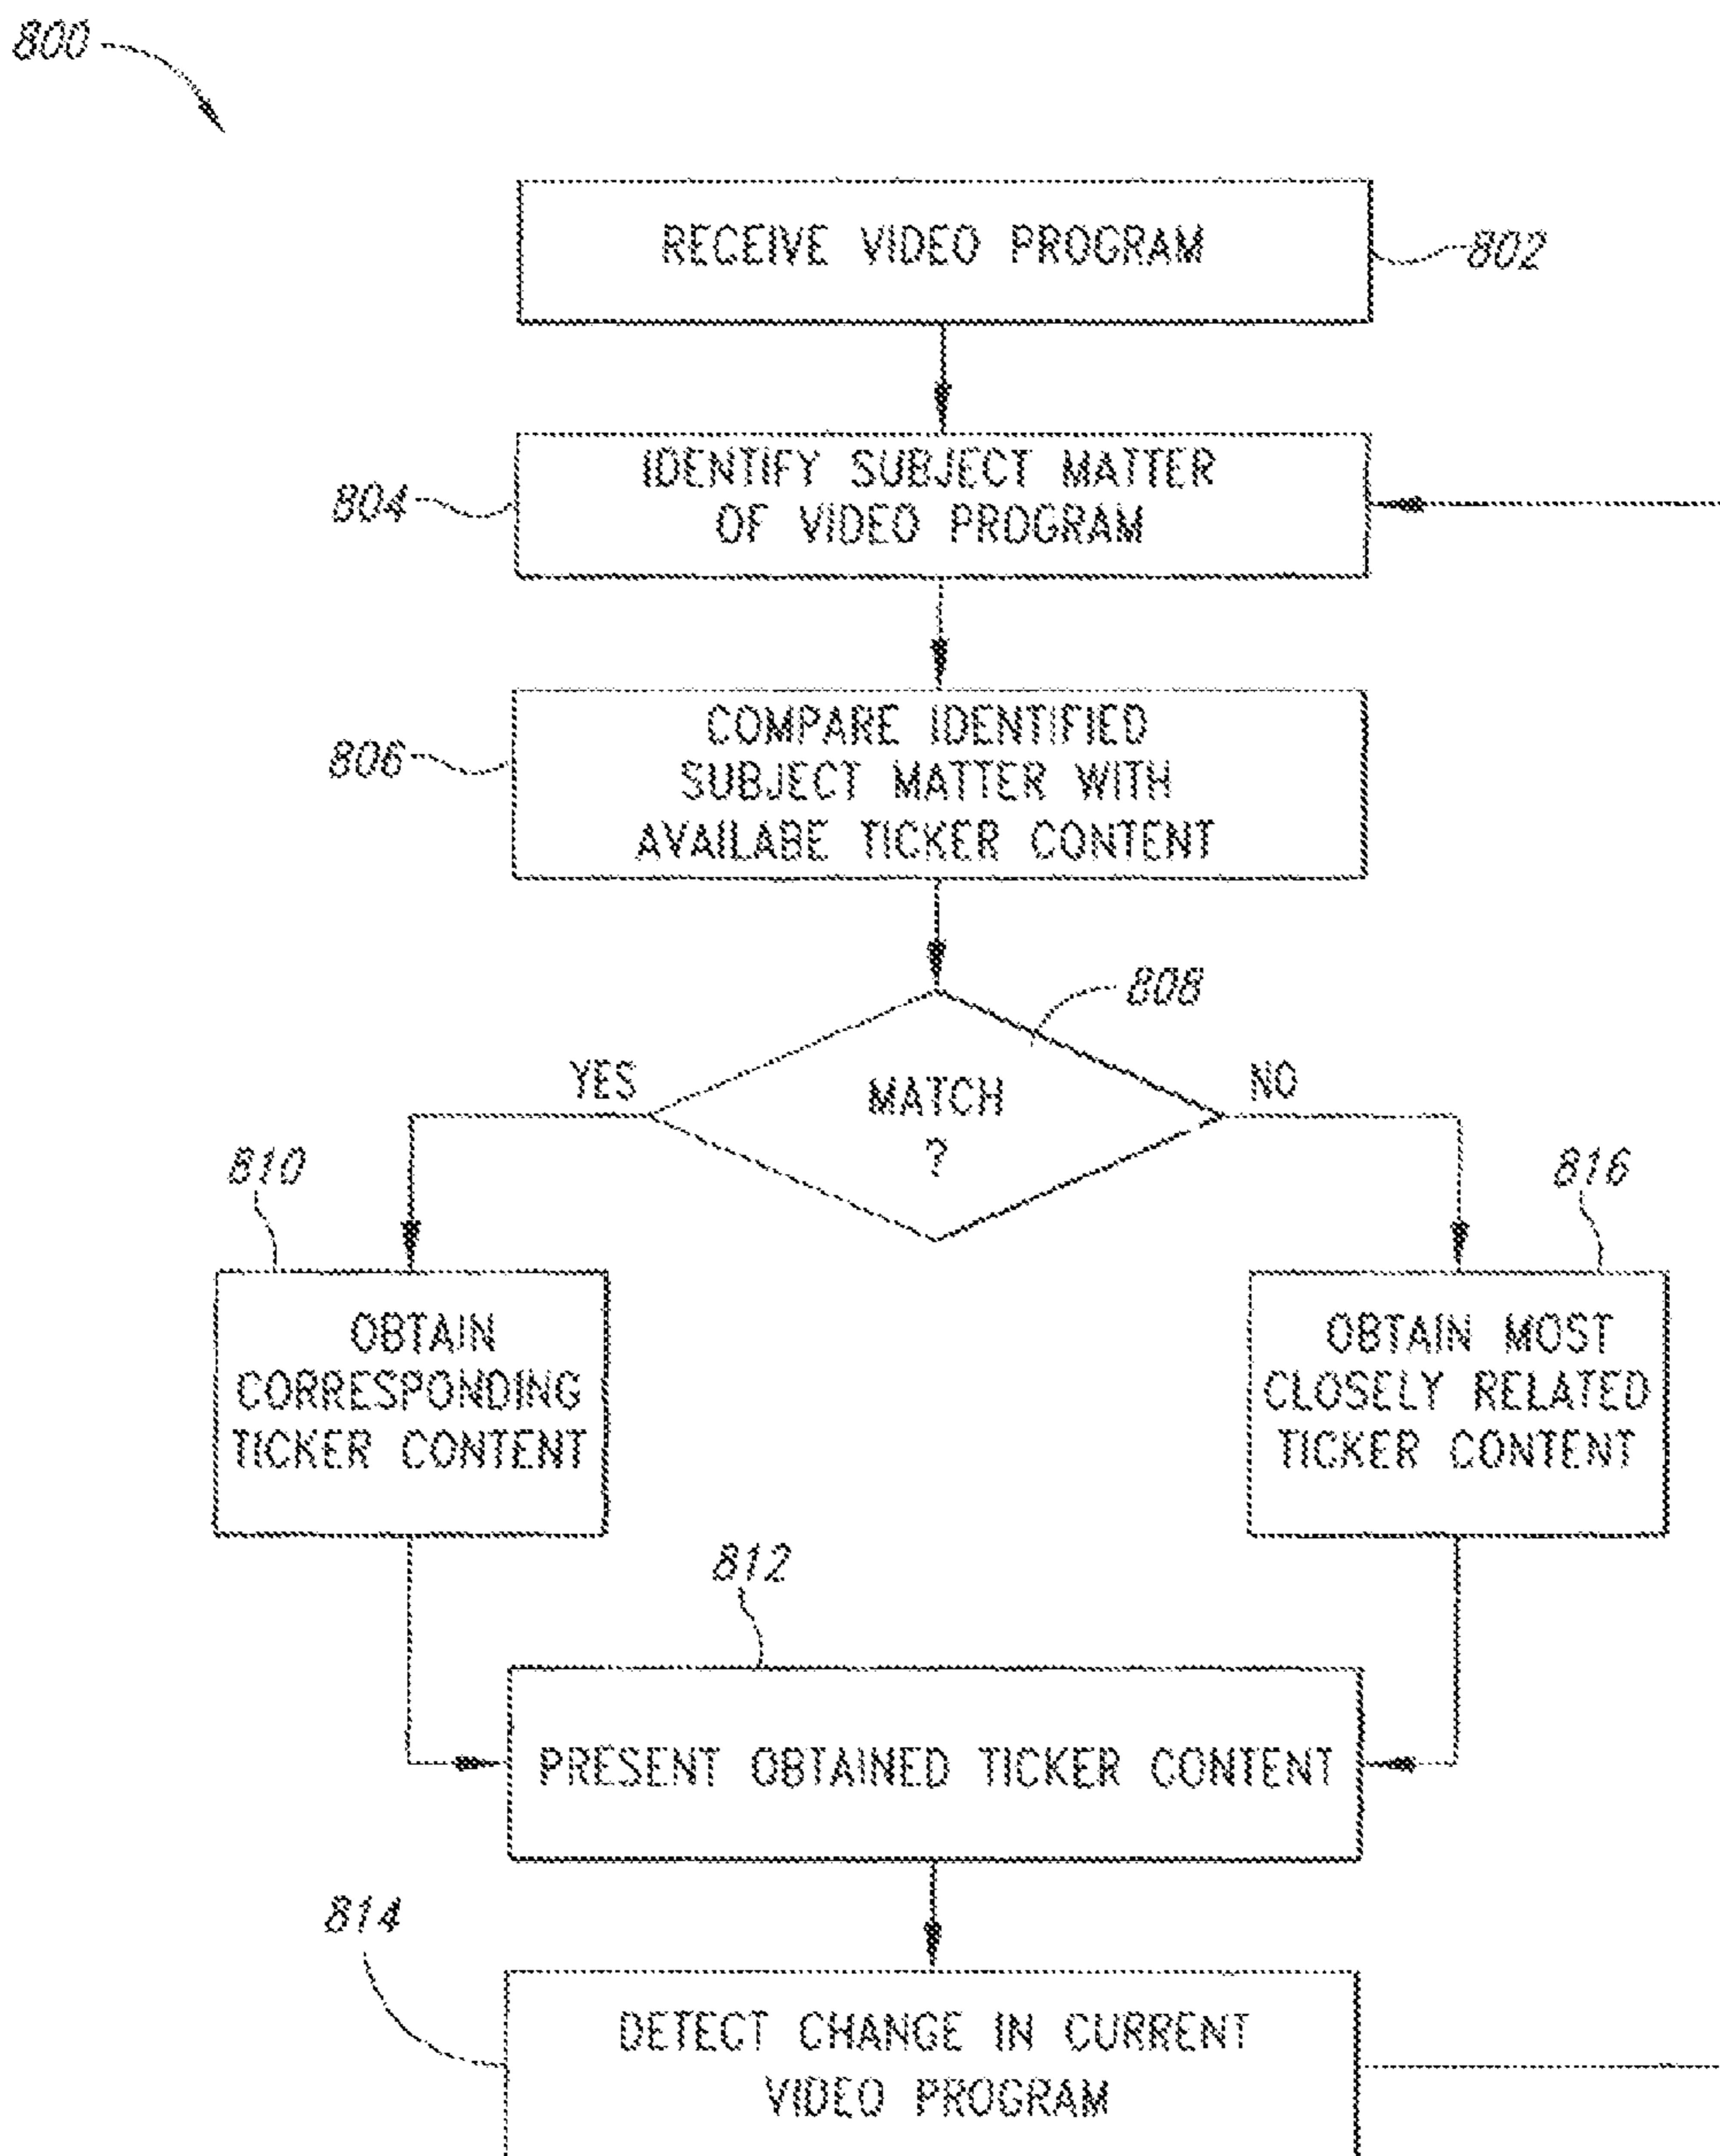 800
RECEIVE VIDEO PROGRAM
802
IDENTIFY SUBJECT MATTER
OF VIDEO PROGRAM
804
COMPARE IDENTIFIED
SUBJECT MATTER WITH
AVAILABE TICKER CONTENT
806
808
MATCH
?
YES
NO
810
816
OBTAIN
CORRESPONDING
TICKER CONTENT
OBTAIN MOST
CLOSELY RELATED
TICKER CONTENT
812
PRESENT OBTAINED TICKER CONTENT
814
DETECT CHANGE IN CURRENT
VIDEO PROGRAM